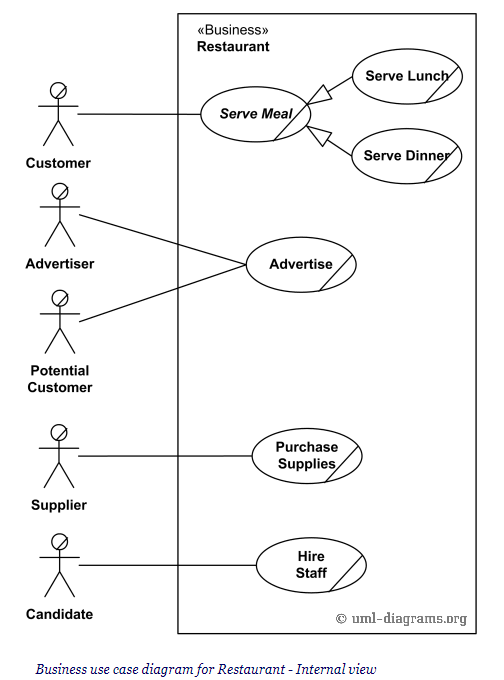 «Business»
Restaurant
Serve Lunch
Serve Meal
Serve Dinner
Customer
Advertiser
Advertise
Potential
Customer
Purchase
Supplies
Supplier
Hire
Staff
Candidate
© uml-diagrams.org
Business use case diagram for Restaurant - Internal view